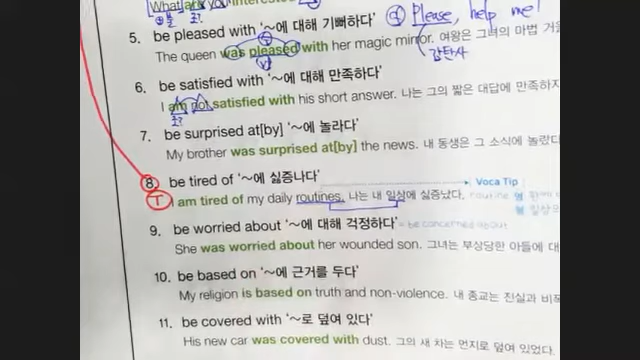 5. be pleased with '~에 대해 기뻐하다' Please, help me!
The queen was pleased with her magic mirror. 여왕은 그녀의 마법 거울
감탄사
6. be satisfied with '~에 대해 만족하다'
I am not satisfied with his short answer. 나는 그의 짧은 대답에 만족하지
7. be surprised at[by] '~에 놀라다'
My brother was surprised at[by] the news. 내 동생은 그 소식에 놀랐다
8. be tired of '~에 싫증나다'
Voca Tip
T I am tired of my daily routines. 나는 내 일상에 싫증났다. routine 명
9. be worried about '~에 대해 걱정하다' = be concerned about
She was worried about her wounded son. 그녀는 부상당한 아들에 대
10. be based on '~에 근거를 두다'
My religion is based on truth and non-violence. 내 종교는 진실과 비폭
11. be covered with '~로 덮여 있다'
His new car was covered with dust. 그의 새 차는 먼지로 덮여 있었다.